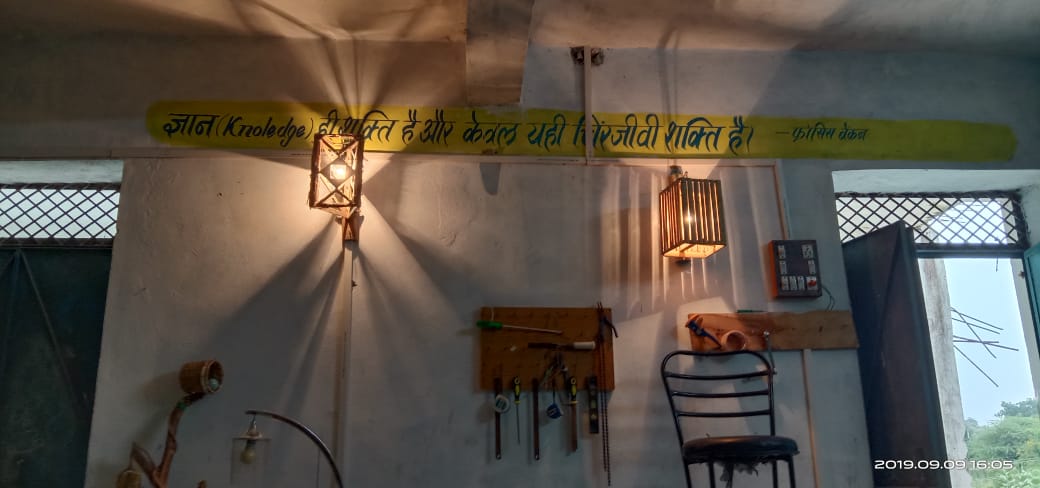 ज्ञान (Knoledge) ही शक्ति है और केवल यही चिरंजीवी शक्ति है। — फ्रांसिस बेकन
2019.09.09 16:05